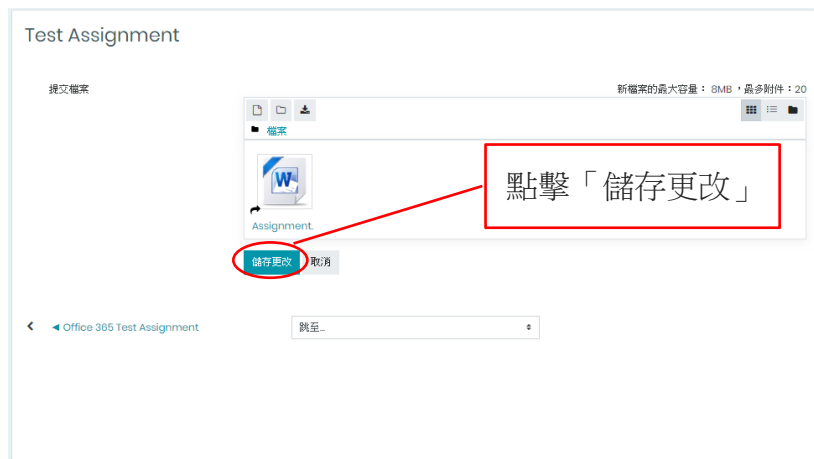 Test Assignment
提交檔案
新檔案的最大容量： 8MB ，最多附件：20
檔案
W
Assignment.
點擊「儲存更改」
儲存更改 取消
◄ Office 365 Test Assignment
跳至...